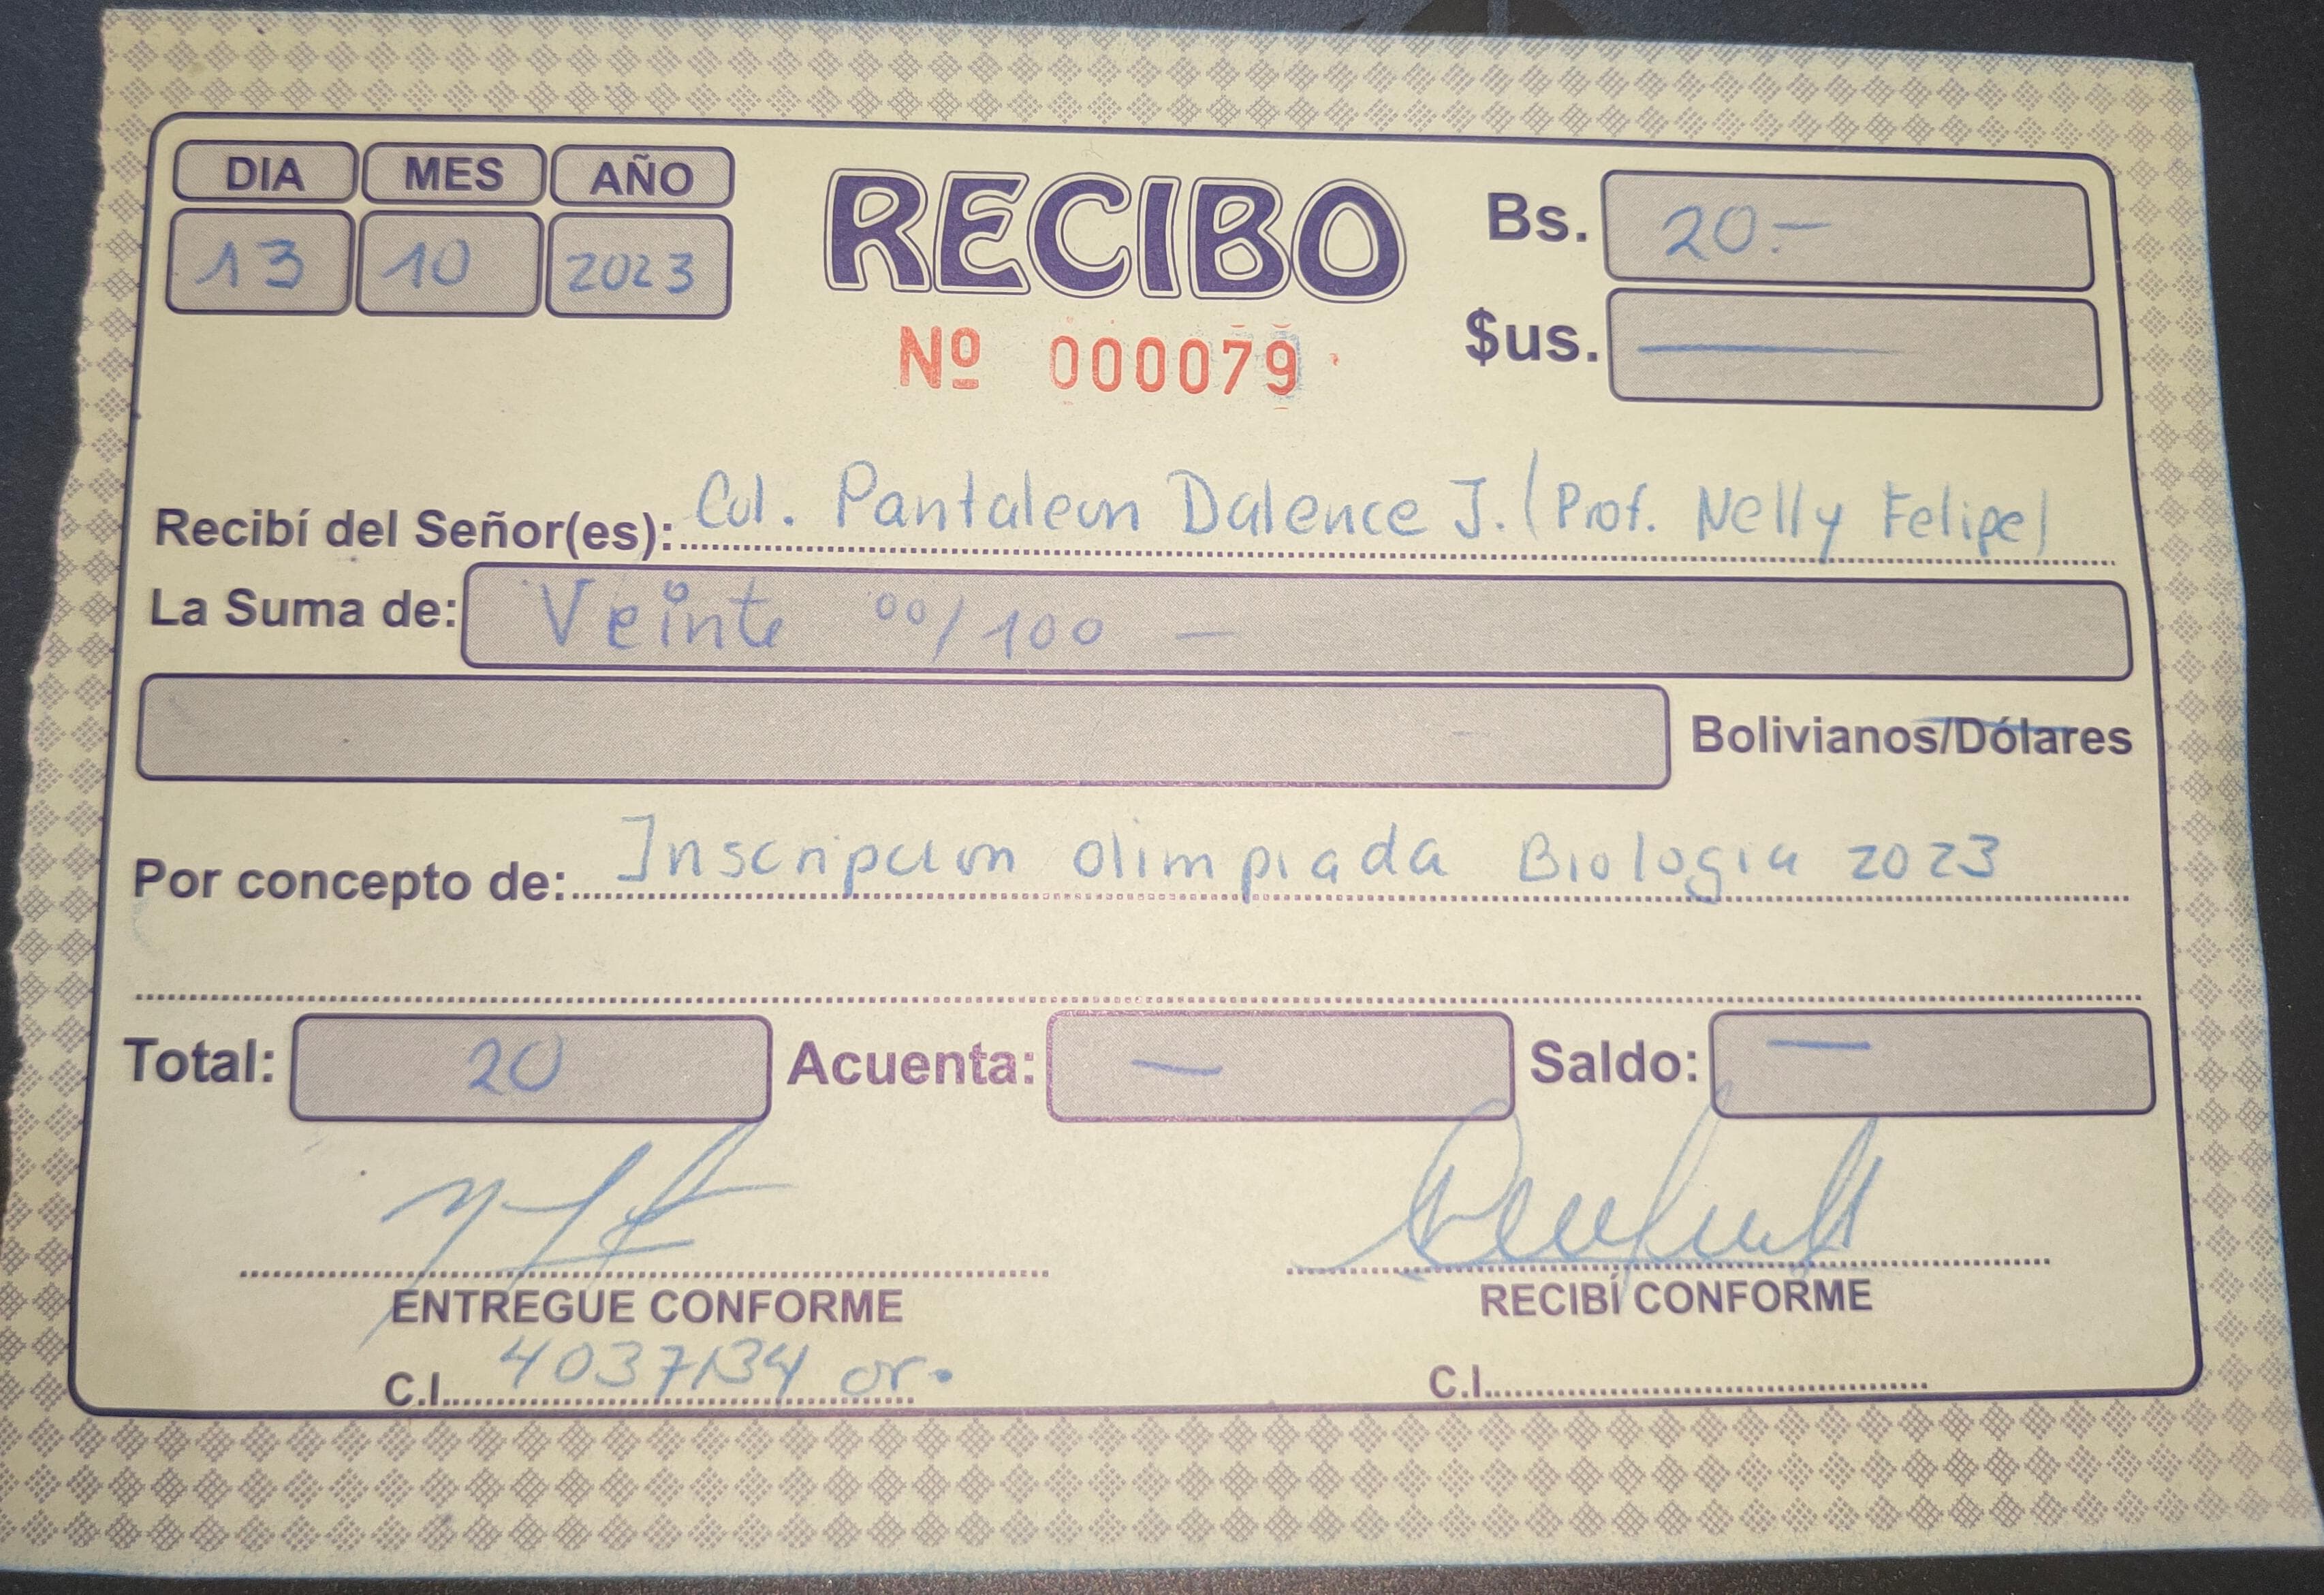 DIA MES AÑO
13 10 2023
RECIBO
Nº 000079
Bs. 20.-
$us.
Recibí del Señor(es): Col. Pantaleon Dalence J. (Prof. Nelly Felipe)
La Suma de: Veinte 00/100 —
Bolivianos/Dólares
Por concepto de: Inscripcion olimpiada Biologia 2023
Total: 20 Acuenta: — Saldo: —
ENTREGUE CONFORME RECIBÍ CONFORME
C.I. 4037134 or. C.I.